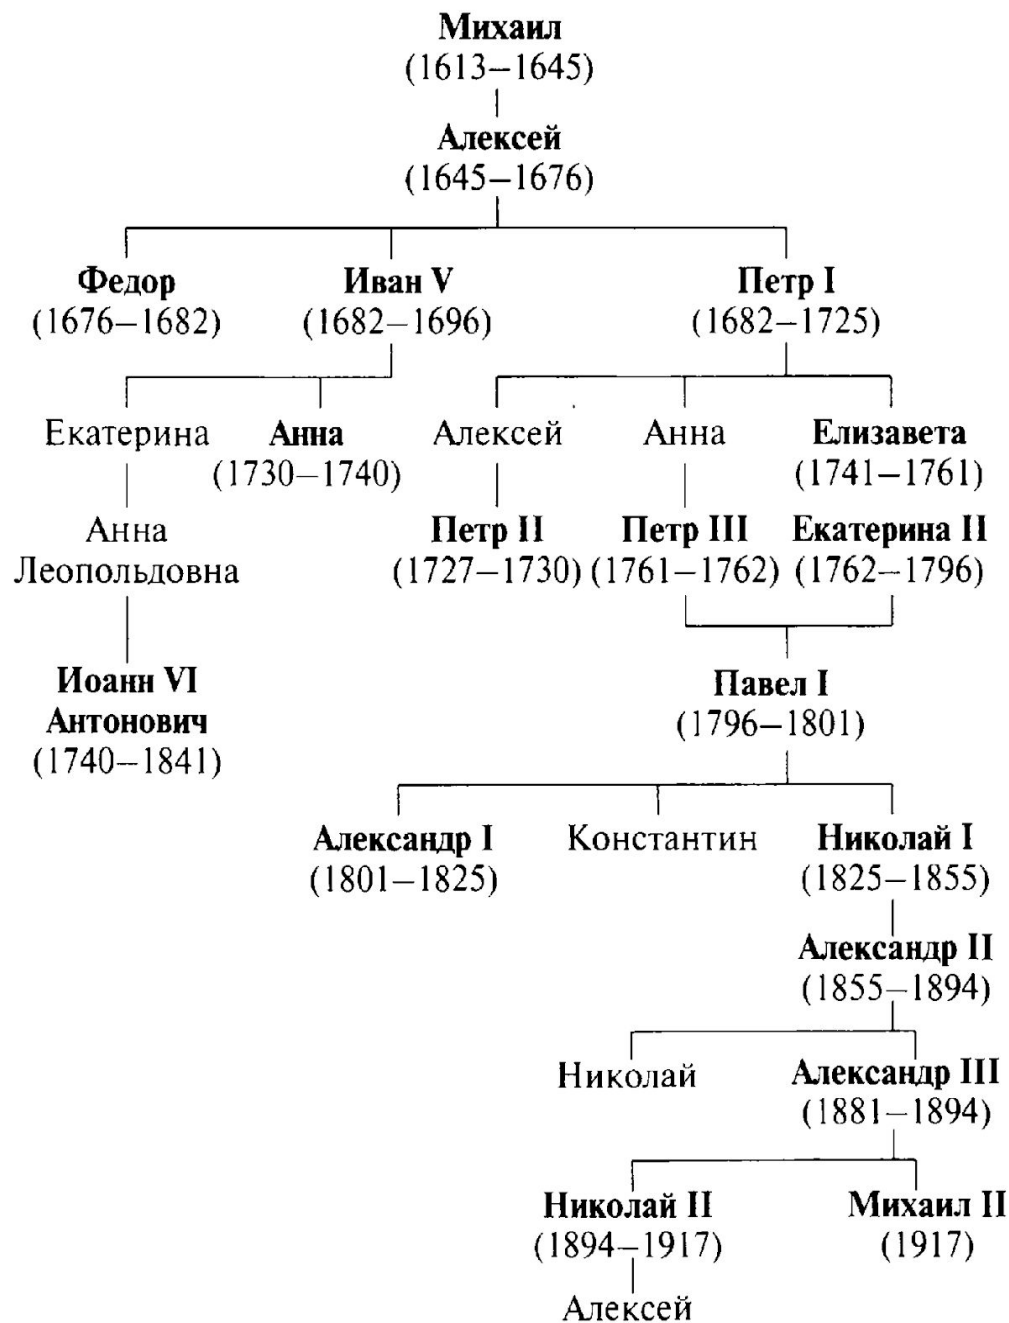 Михаил
(1613–1645)
Алексей
(1645–1676)
Федор Иван V Петр I
(1676–1682) (1682–1696) (1682–1725)
Екатерина Анна Алексей Анна Елизавета
(1730–1740) (1741–1761)
Анна Петр II Петр III Екатерина II
Леопольдовна (1727–1730) (1761–1762) (1762–1796)
Иоанн VI Павел I
Антонович (1796–1801)
(1740–1841)
Александр I Константин Николай I
(1801–1825) (1825–1855)
Александр II
(1855–1894)
Николай Александр III
(1881–1894)
Николай II Михаил II
(1894–1917) (1917)
Алексей